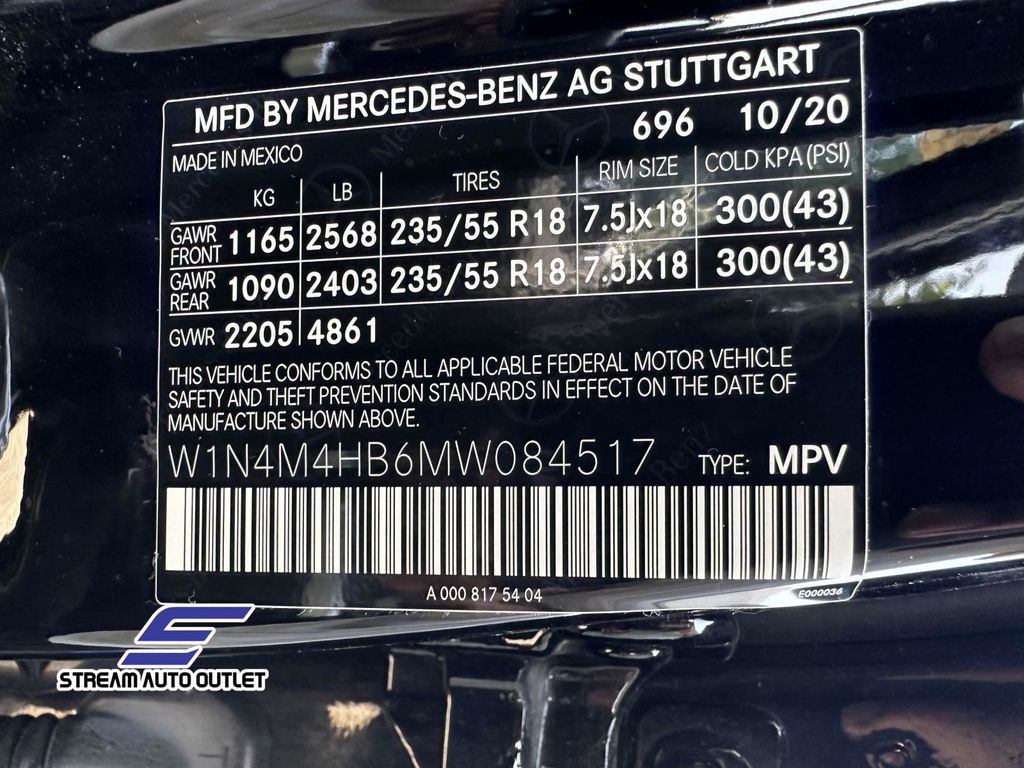 MFD BY MERCEDES-BENZ AG STUTTGART
696 10/20
MADE IN MEXICO
KG LB TIRES RIM SIZE COLD KPA (PSI)
GAWR FRONT 1165 2568 235/55 R18 7.5Jx18 300(43)
GAWR REAR 1090 2403 235/55 R18 7.5Jx18 300(43)
GVWR 2205 4861
THIS VEHICLE CONFORMS TO ALL APPLICABLE FEDERAL MOTOR VEHICLE
SAFETY AND THEFT PREVENTION STANDARDS IN EFFECT ON THE DATE OF
MANUFACTURE SHOWN ABOVE.
W1N4M4HB6MW084517 TYPE: MPV
A 000 817 54 04
E000036
STREAM AUTO OUTLET